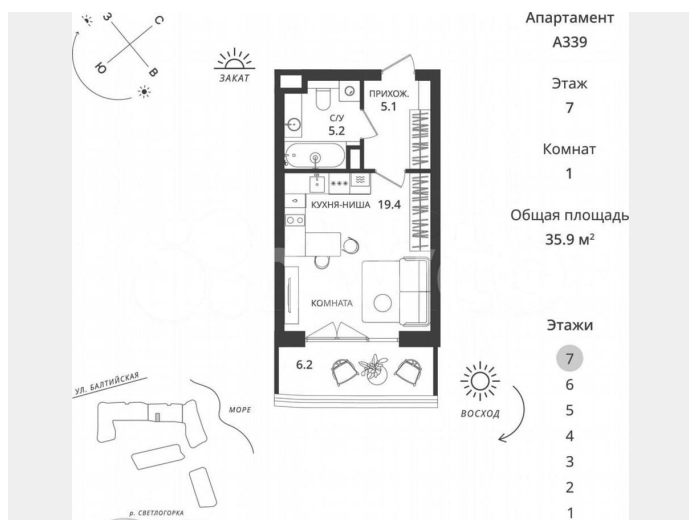 З
С
Ю
В
ЗАКАТ
Апартамент
А339
Этаж
7
Комнат
1
Общая площадь
35.9 м²
ПРИХОЖ.
5.1
С/У
5.2
КУХНЯ-НИША 19.4
КОМНАТА
6.2
ВОСХОД
Этажи
7
6
5
4
3
2
1
УЛ. БАЛТИЙСКАЯ
МОРЕ
р. СВЕТЛОГОРКА